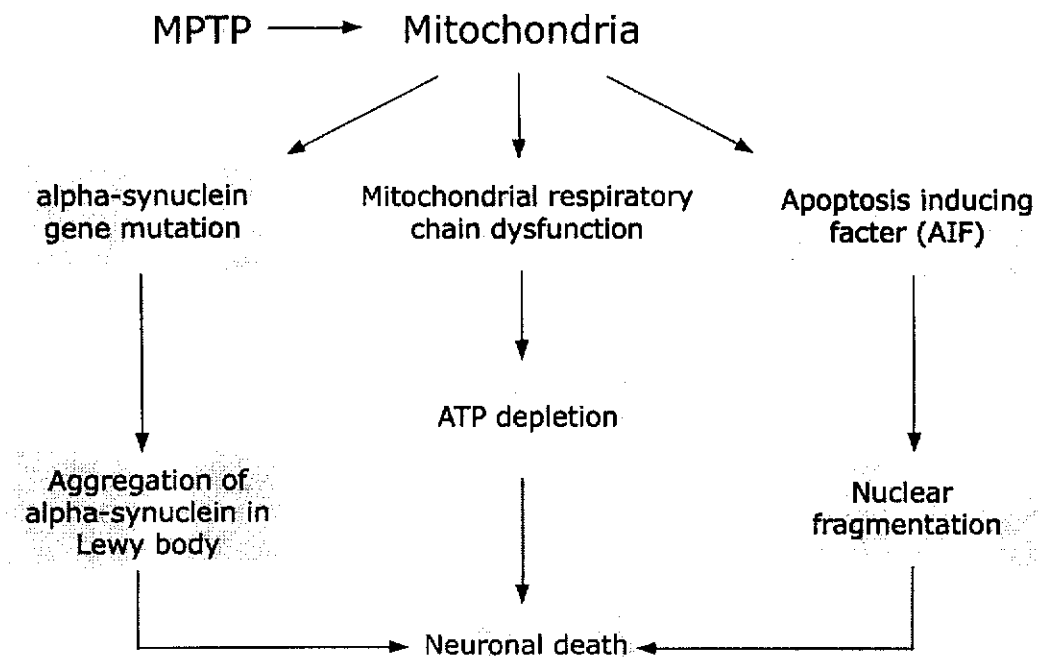 MPTP Mitochondria
alpha-synuclein
gene mutation
Mitochondrial respiratory
chain dysfunction
Apoptosis inducing
facter (AIF)
ATP depletion
Aggregation of
alpha-synuclein in
Lewy body
Nuclear
fragmentation
Neuronal death